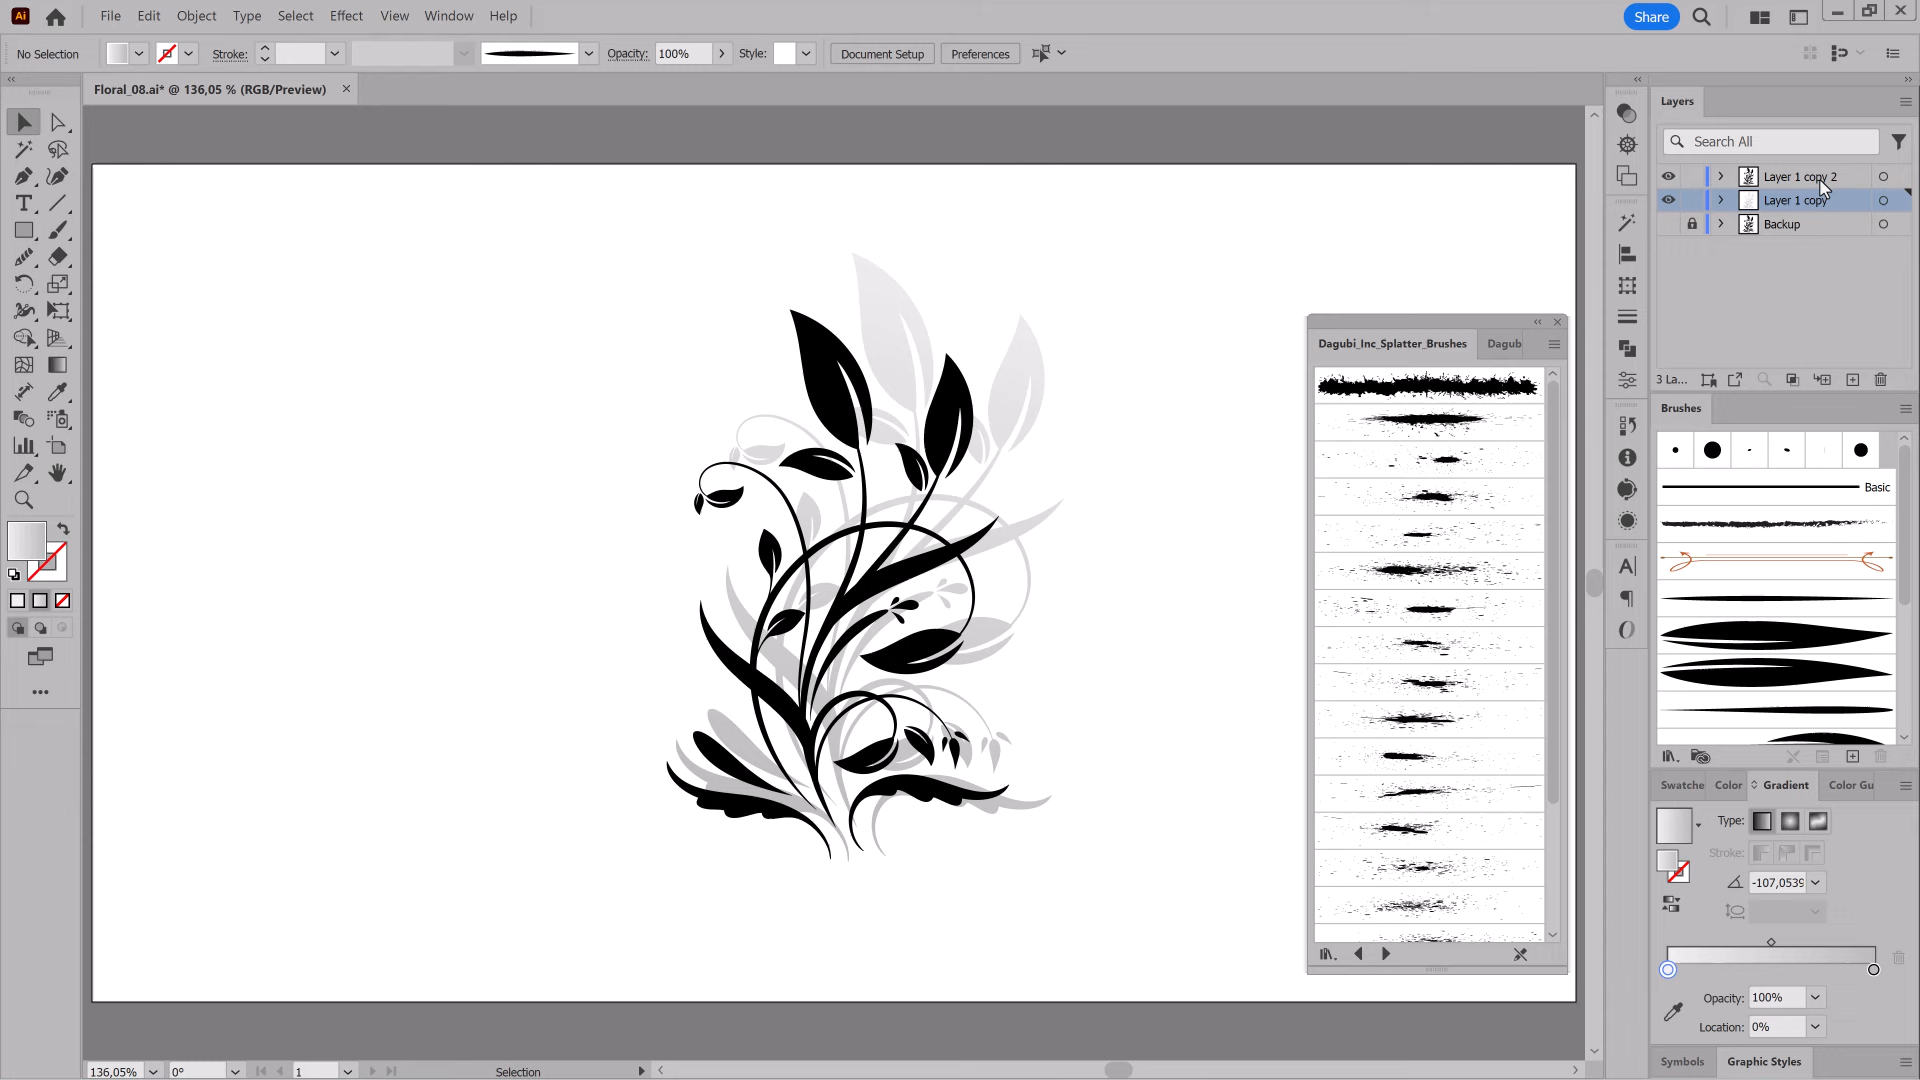 Ai
File Edit Object Type Select Effect View Window Help
Share
No Selection
Stroke:
Opacity: 100%
Style:
Document Setup
Preferences
Floral_08.ai* @ 136,05 % (RGB/Preview)
Layers
Search All
Layer 1 copy 2
Layer 1 copy
Backup
3 La...
Dagubi_Inc_Splatter_Brushes
Dagub
Brushes
Basic
Swatche
Color
Gradient
Color Gu
Type:
Stroke:
-107,0539
Opacity: 100%
Location: 0%
Symbols
Graphic Styles
136,05%
0°
1
Selection